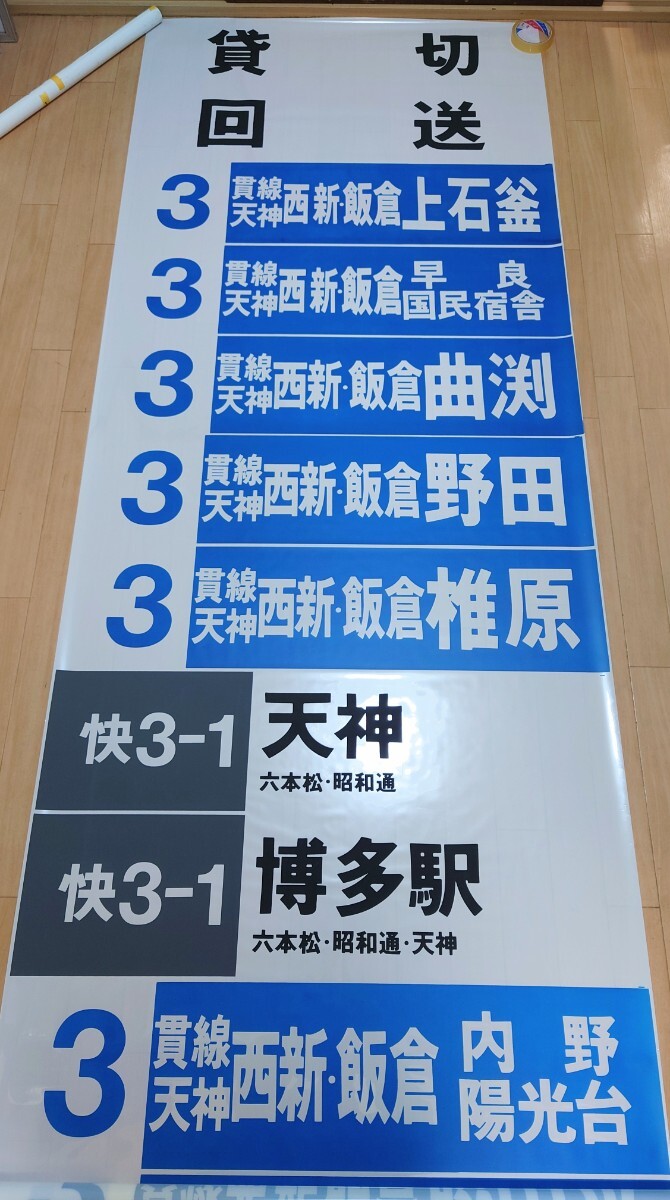 貸切
回送
3 貫線 天神 西新・飯倉 上石釜
3 貫線 天神 西新・飯倉 早良 国民宿舎
3 貫線 天神 西新・飯倉 曲渕
3 貫線 天神 西新・飯倉 野田
3 貫線 天神 西新・飯倉 椎原
快3-1 天神
六本松・昭和通
快3-1 博多駅
六本松・昭和通・天神
3 貫線 天神 西新・飯倉 内野 陽光台